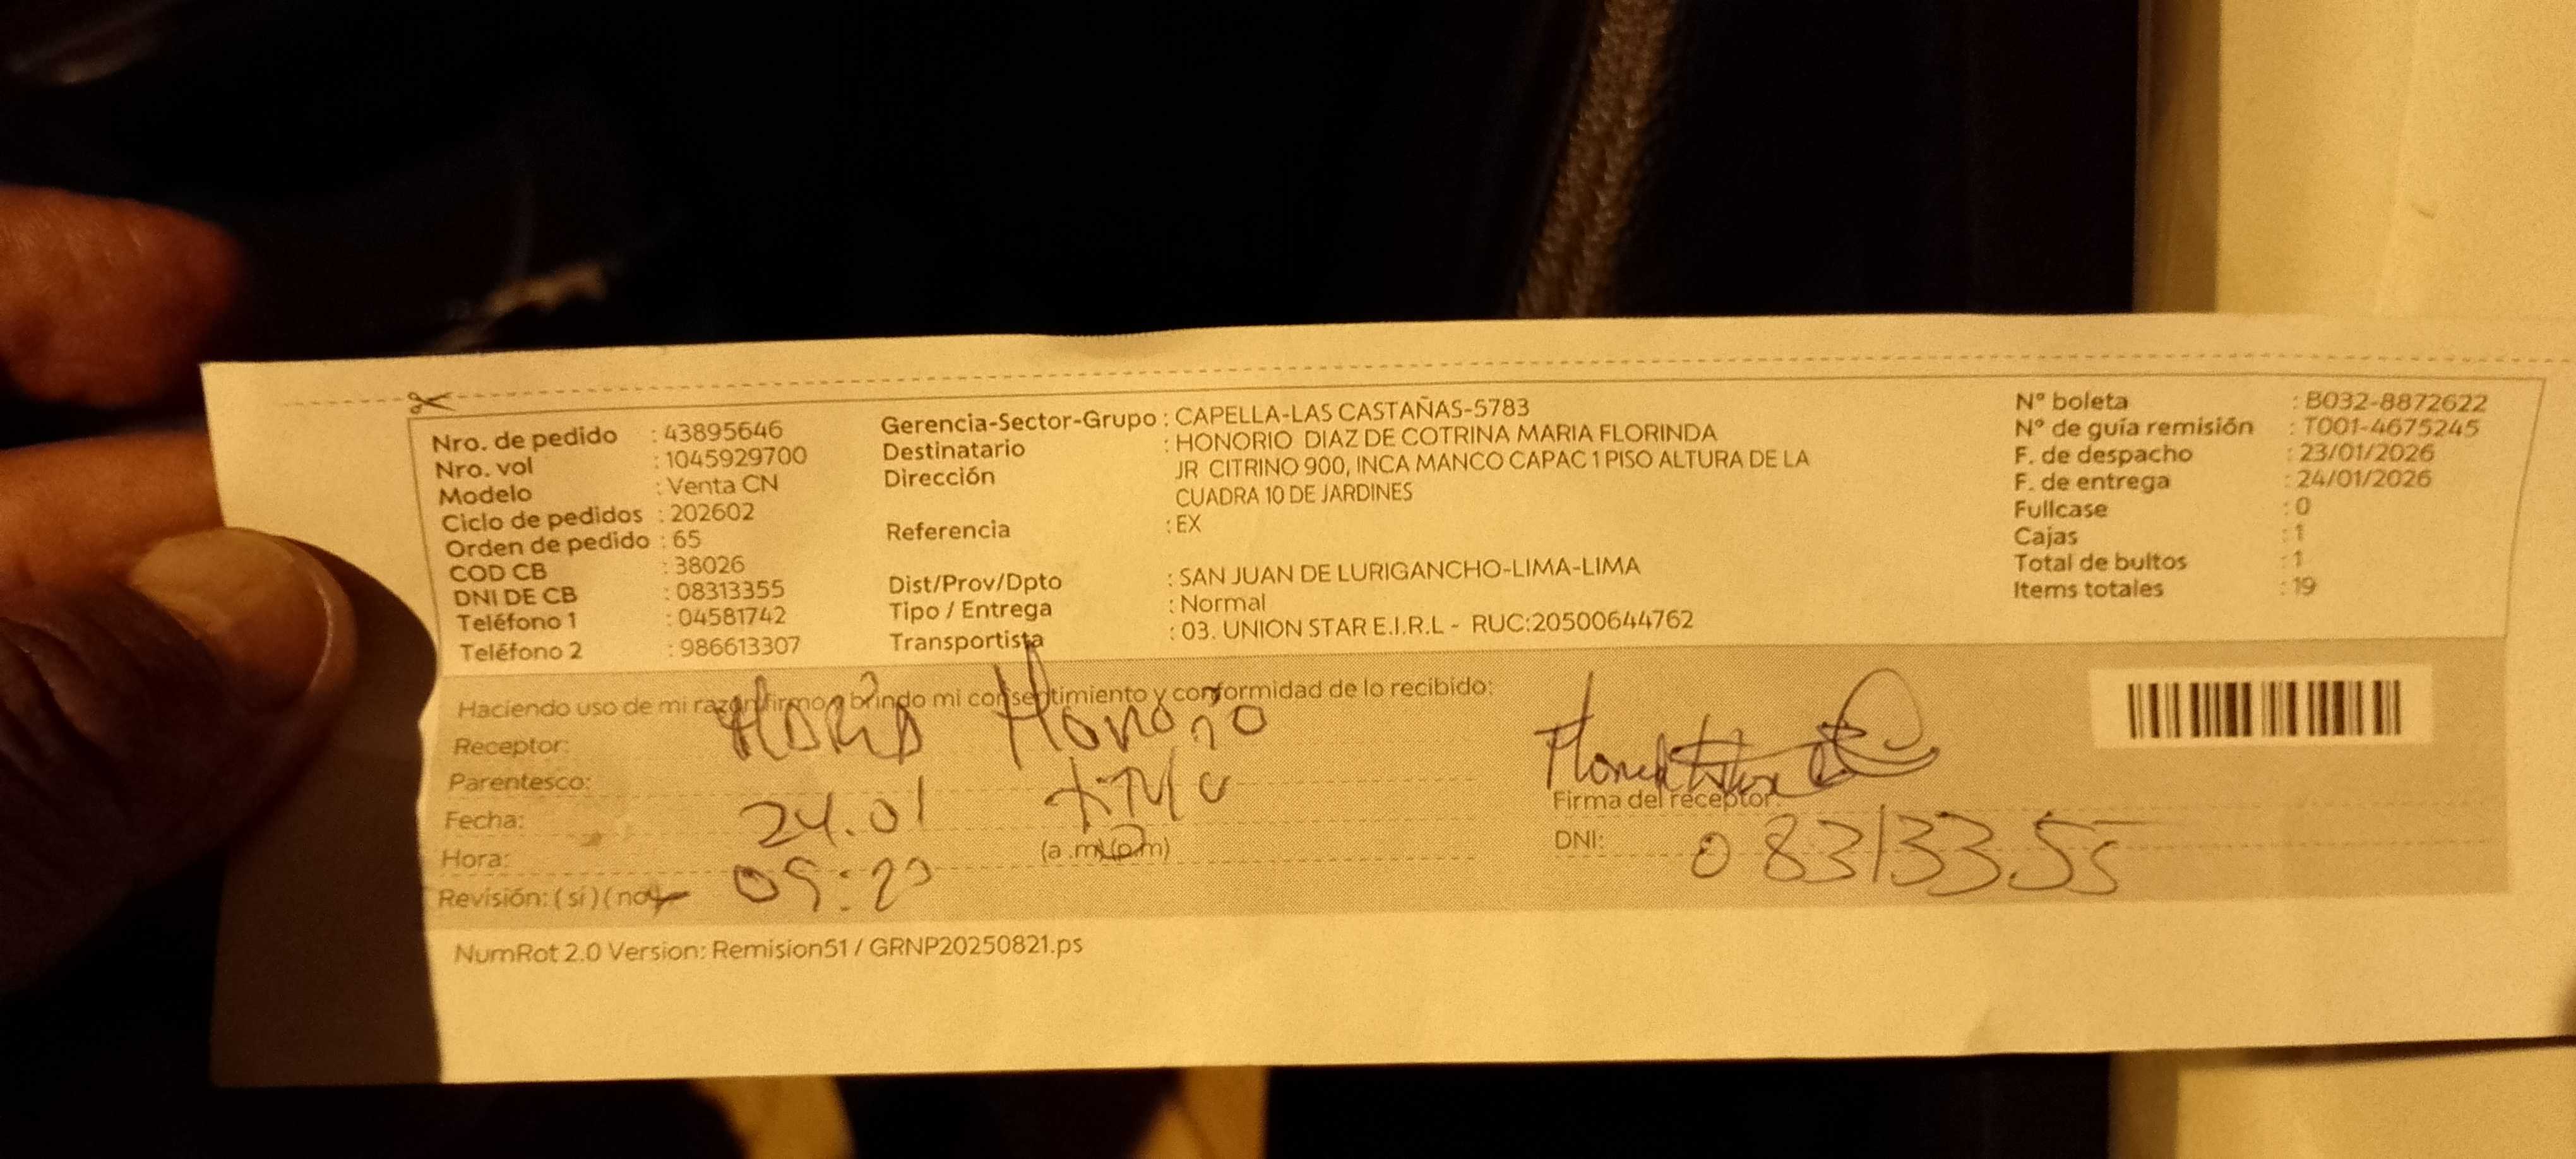 Nro. de pedido : 43895646
Nro. vol : 1045929700
Modelo : Venta CN
Ciclo de pedidos : 202602
Orden de pedido : 65
COD CB : 38026
DNI DE CB : 08313355
Teléfono 1 : 04581742
Teléfono 2 : 986613307
Gerencia-Sector-Grupo : CAPELLA-LAS CASTAÑAS-5783
Destinatario : HONORIO DIAZ DE COTRINA MARIA FLORINDA
Dirección JR CITRINO 900, INCA MANCO CAPAC 1 PISO ALTURA DE LA
CUADRA 10 DE JARDINES
Referencia : EX
Dist/Prov/Dpto : SAN JUAN DE LURIGANCHO-LIMA-LIMA
Tipo / Entrega : Normal
Transportista : 03. UNION STAR E.I.R.L - RUC:20500644762
Nº boleta : B032-8872622
Nº de guía remisión : T001-4675245
F. de despacho : 23/01/2026
F. de entrega : 24/01/2026
Fullcase : 0
Cajas : 1
Total de bultos : 1
Items totales : 19
Haciendo uso de mi razón firmo y brindo mi consentimiento y conformidad de lo recibido:
Receptor: Maria Honorio
Parentesco:
Fecha: 24.01
Hora: 09:20 (a.m) (p.m)
Revisión: (sí) (no)
Firma del receptor:
DNI: 08313355
NumRot 2.0 Version: Remision51 / GRNP20250821.ps